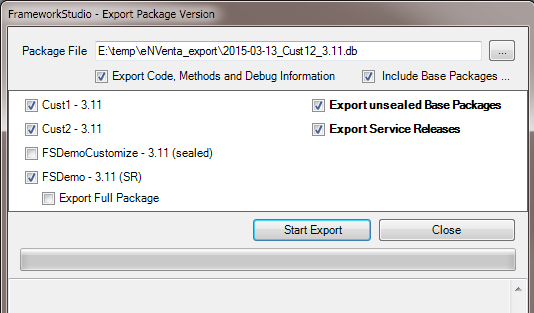 FrameworkStudio - Export Package Version
Package File E:\temp\eNVenta_export\2015-03-13_Cust12_3.11.db ...
Export Code, Methods and Debug Information Include Base Packages ...
Cust1 - 3.11 Export unsealed Base Packages
Cust2 - 3.11 Export Service Releases
FSDemoCustomize - 3.11 (sealed)
FSDemo - 3.11 (SR)
Export Full Package
Start Export Close